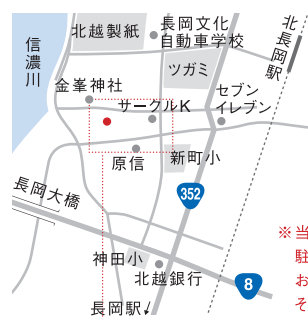 北越製紙
長岡文化
自動車学校
北長岡駅
信濃川
ツガミ
金峯神社
セブン
イレブン
サークルK
原信
新町小
352
長岡大橋
※当
駐
お
そ
神田小
北越銀行
8
長岡駅↙